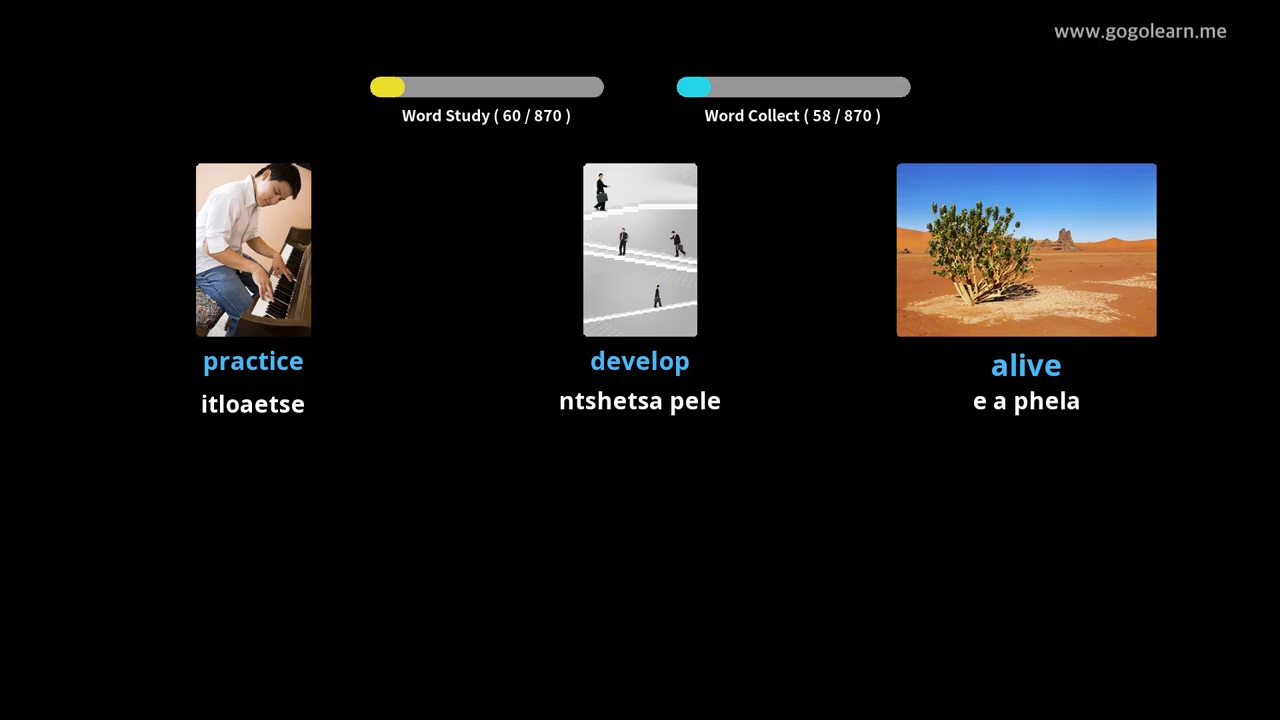 www.gogolearn.me
Word Study ( 60 / 870 )
Word Collect ( 58 / 870 )
practice
itloaetse
develop
ntshetsa pele
alive
e a phela